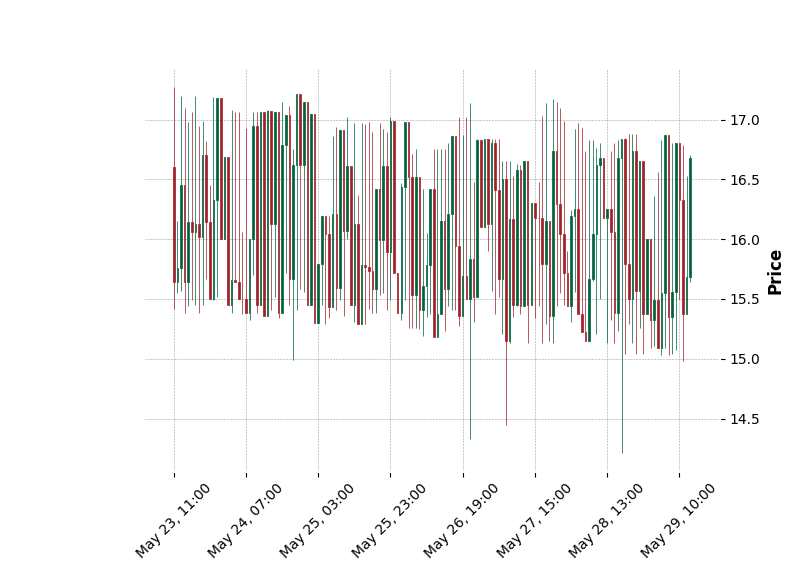 17.0
16.5
16.0
15.5
15.0
14.5
Price
May 23, 11:00
May 24, 07:00
May 25, 03:00
May 25, 23:00
May 26, 19:00
May 27, 15:00
May 28, 13:00
May 29, 10:00